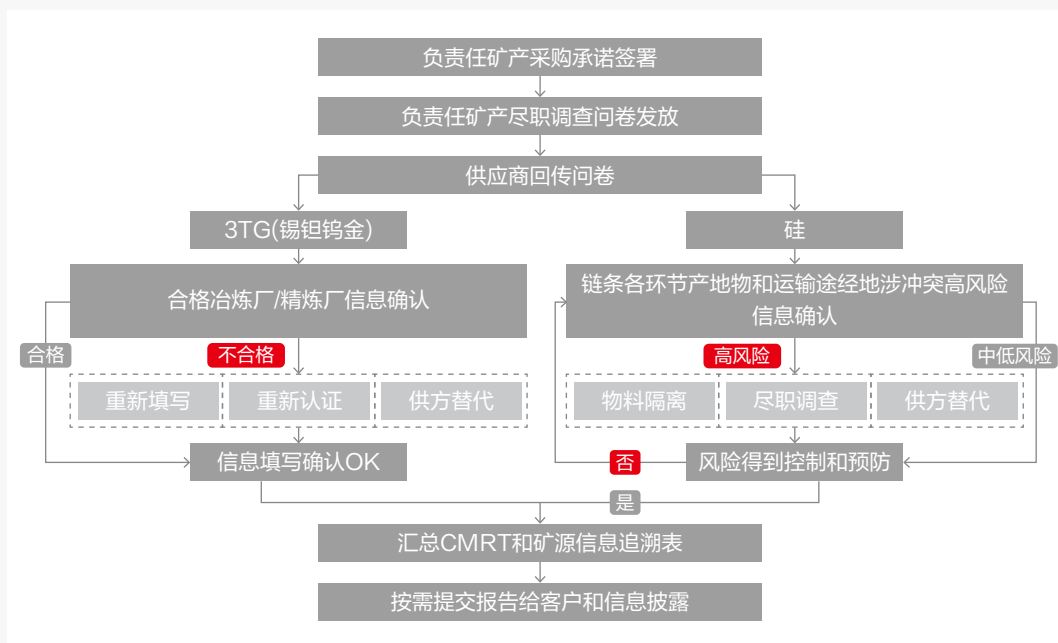 负责任矿产采购承诺签署
负责任矿产尽职调查问卷发放
供应商回传问卷
3TG(锡钽钨金)
硅
合格冶炼厂/精炼厂信息确认
链条各环节产地物和运输途经地涉冲突高风险
信息确认
合格
不合格
高风险
中低风险
重新填写
重新认证
供方替代
物料隔离
尽职调查
供方替代
信息填写确认OK
否
风险得到控制和预防
是
汇总CMRT和矿源信息追溯表
按需提交报告给客户和信息披露